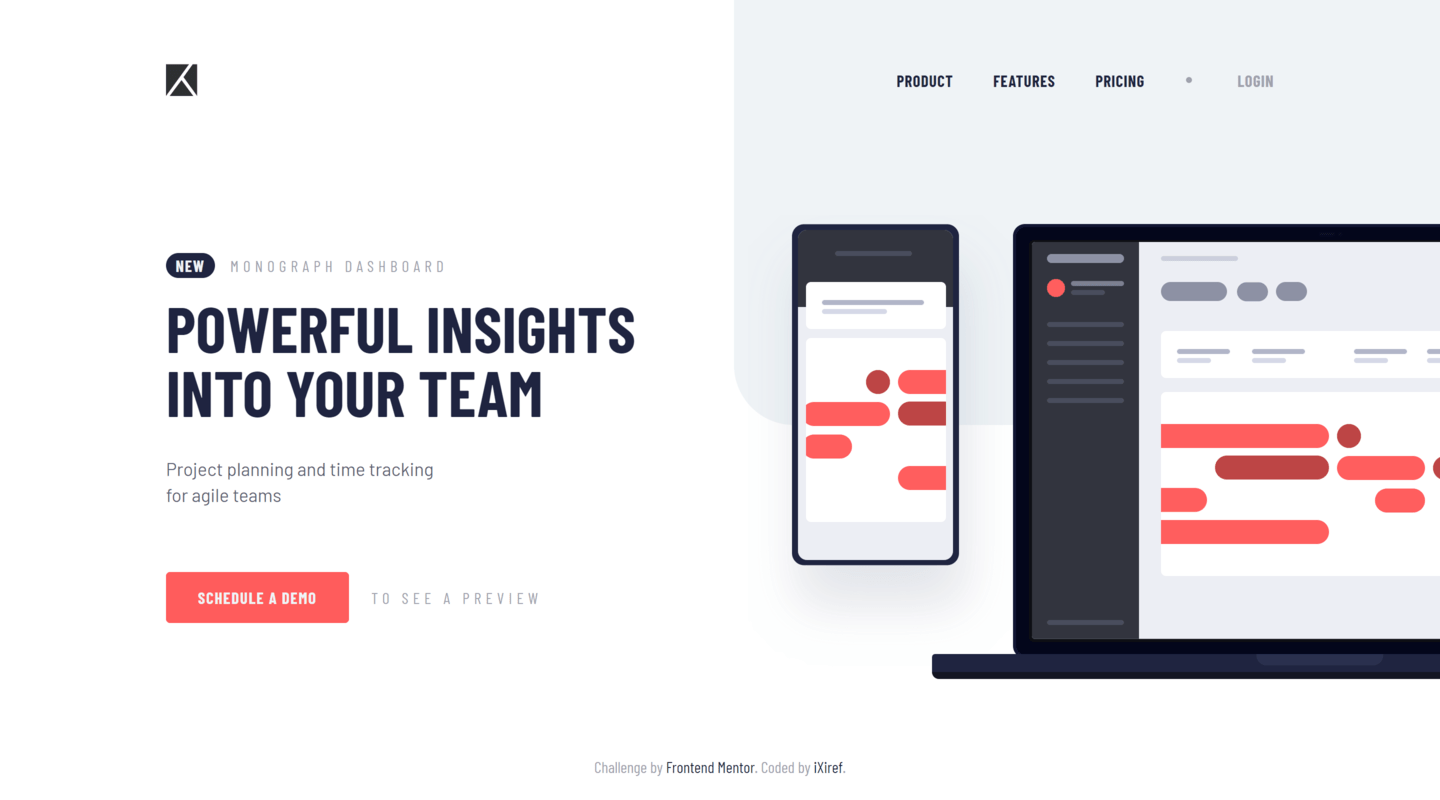 PRODUCT FEATURES PRICING • LOGIN
NEW MONOGRAPH DASHBOARD
POWERFUL INSIGHTS
INTO YOUR TEAM
Project planning and time tracking
for agile teams
SCHEDULE A DEMO TO SEE A PREVIEW
Challenge by Frontend Mentor. Coded by iXiref.